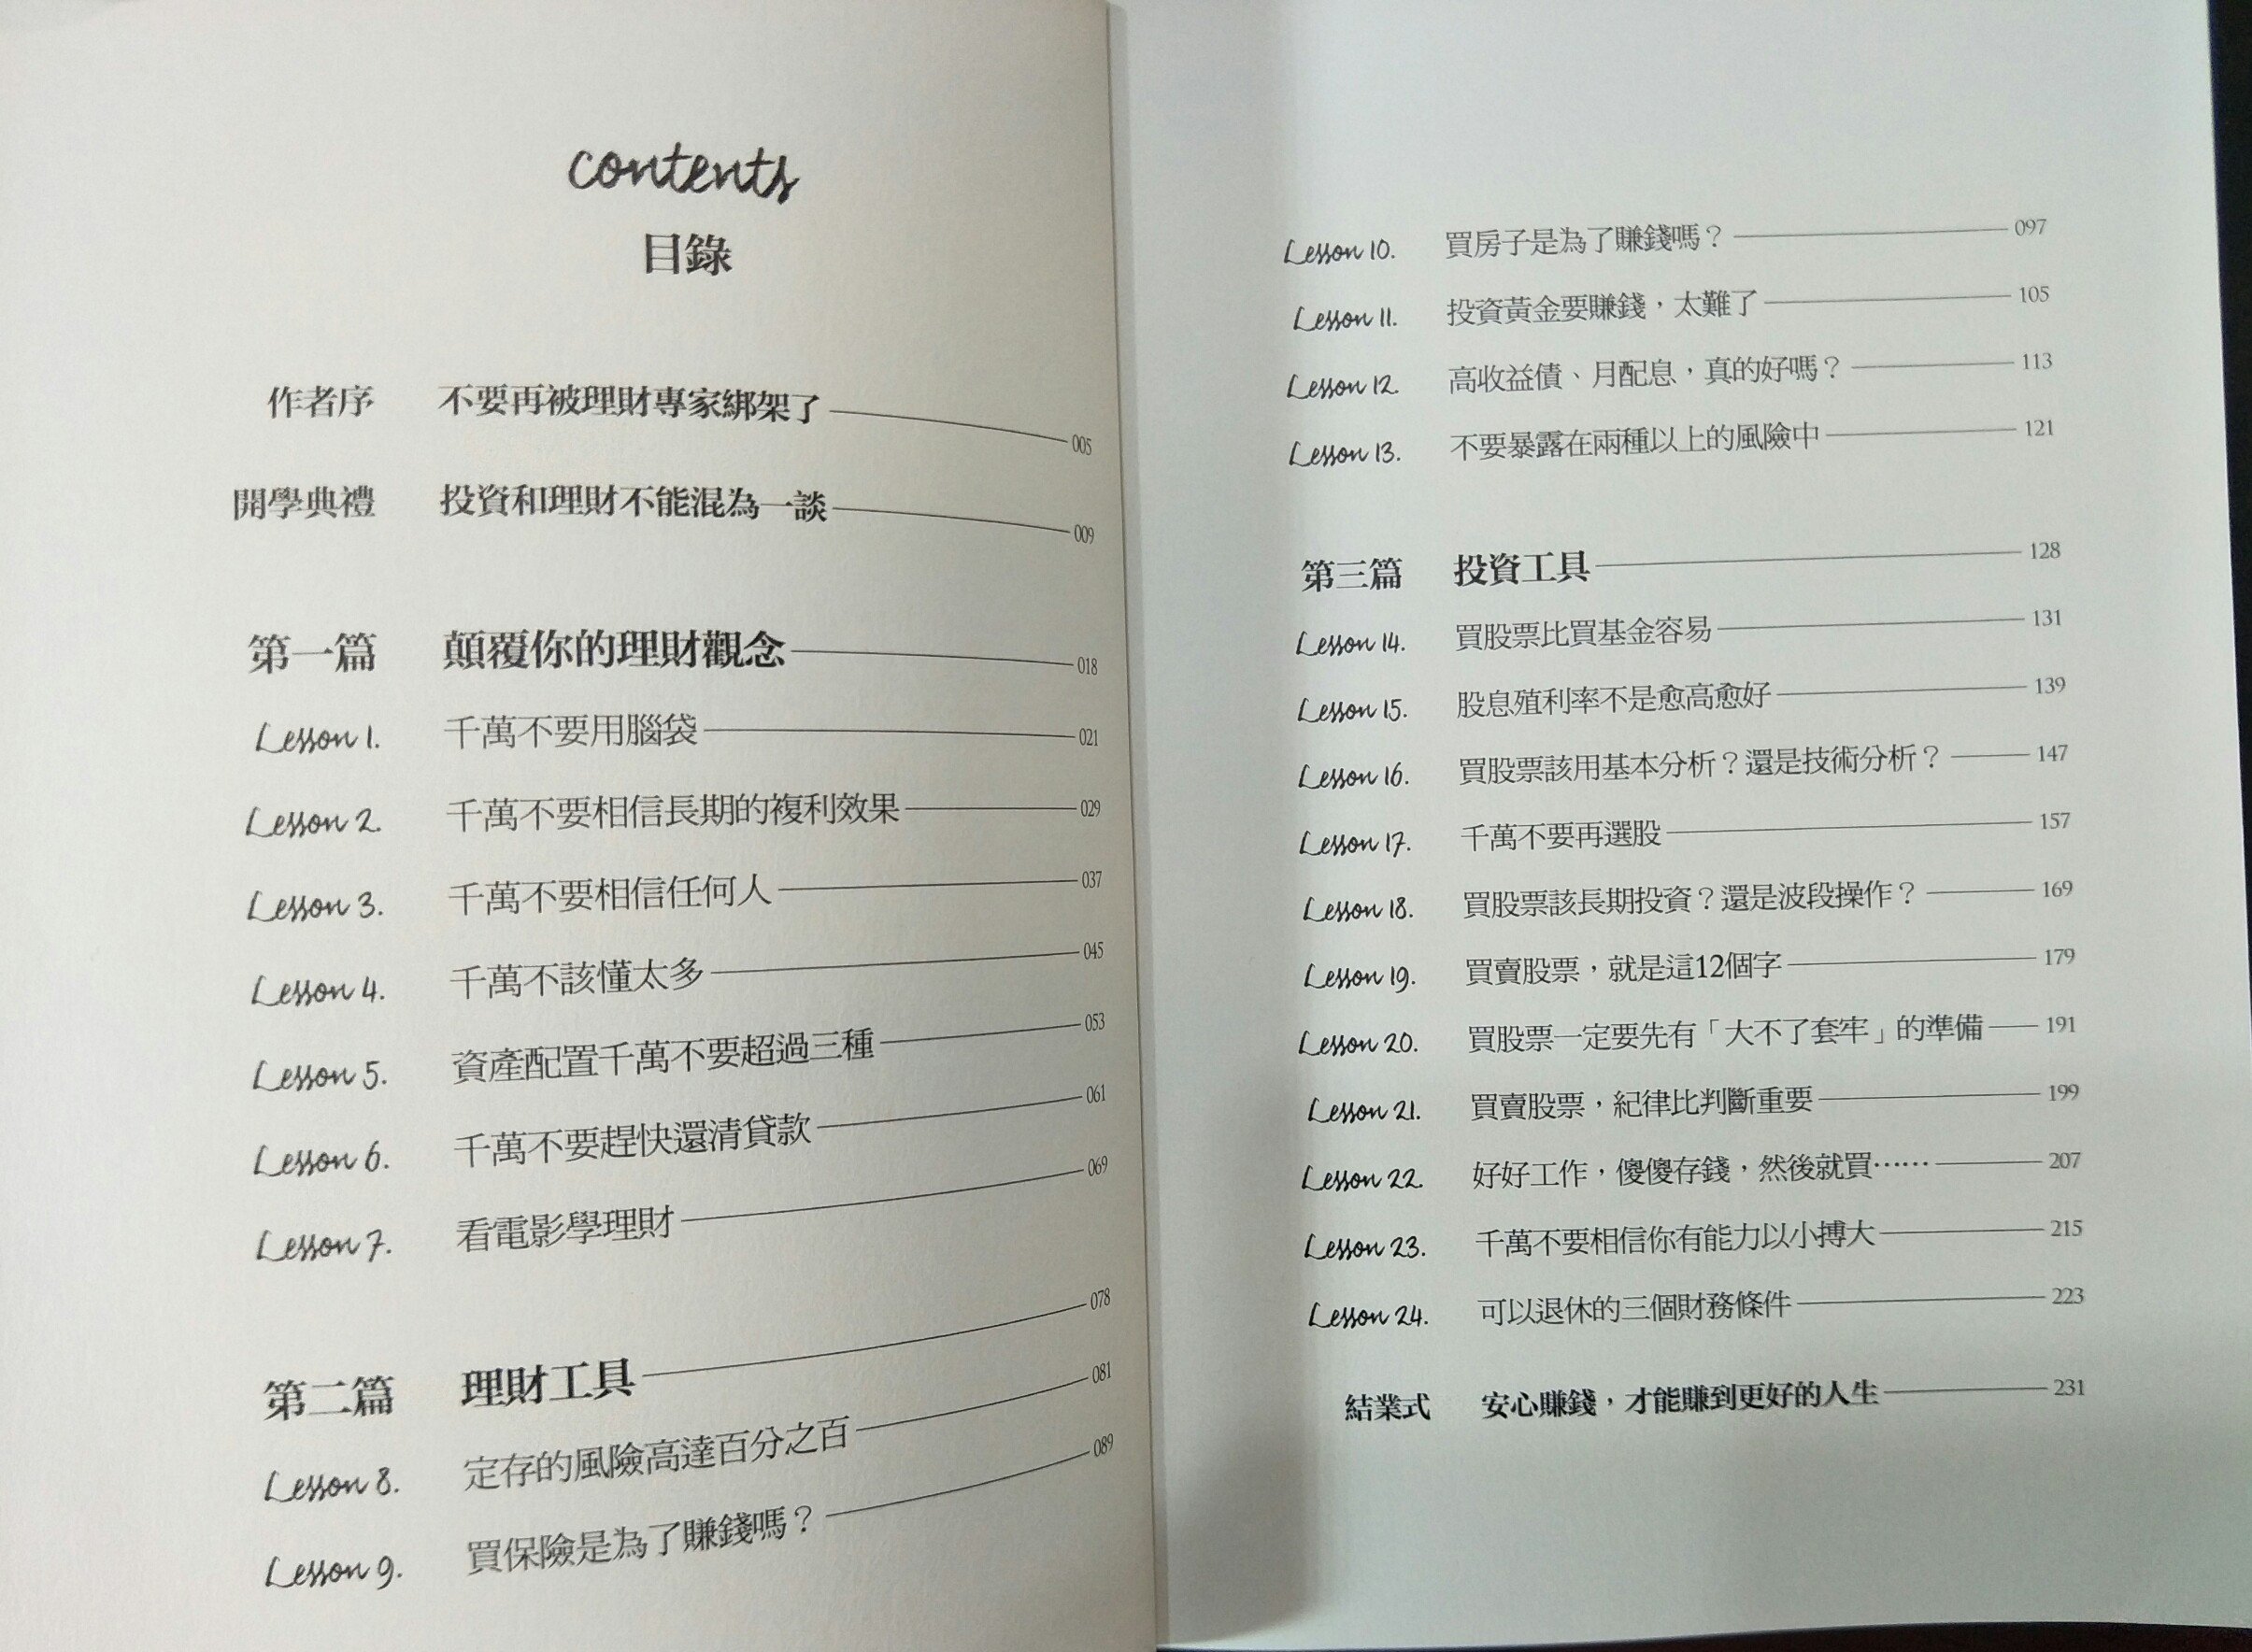 contents
目錄
作者序 不要再被理財專家綁架了 005
開學典禮 投資和理財不能混為一談 009
第一篇 顛覆你的理財觀念 018
Lesson 1. 千萬不要用腦袋 021
Lesson 2. 千萬不要相信長期的複利效果 029
Lesson 3. 千萬不要相信任何人 037
Lesson 4. 千萬不該懂太多 045
Lesson 5. 資產配置千萬不要超過三種 053
Lesson 6. 千萬不要趕快還清貸款 061
Lesson 7. 看電影學理財 069
第二篇 理財工具 078
Lesson 8. 定存的風險高達百分之百 081
Lesson 9. 買保險是為了賺錢嗎？ 089
Lesson 10. 買房子是為了賺錢嗎？ 097
Lesson 11. 投資黃金要賺錢，太難了 105
Lesson 12. 高收益債、月配息，真的好嗎？ 113
Lesson 13. 不要暴露在兩種以上的風險中 121
第三篇 投資工具 128
Lesson 14. 買股票比買基金容易 131
Lesson 15. 股息殖利率不是愈高愈好 139
Lesson 16. 買股票該用基本分析？還是技術分析？ 147
Lesson 17. 千萬不要再選股 157
Lesson 18. 買股票該長期投資？還是波段操作？ 169
Lesson 19. 買賣股票，就是這12個字 179
Lesson 20. 買股票一定要先有「大不了套牢」的準備 191
Lesson 21. 買賣股票，紀律比判斷重要 199
Lesson 22. 好好工作，傻傻存錢，然後就買…… 207
Lesson 23. 千萬不要相信你有能力以小搏大 215
Lesson 24. 可以退休的三個財務條件 223
結業式 安心賺錢，才能賺到更好的人生 231